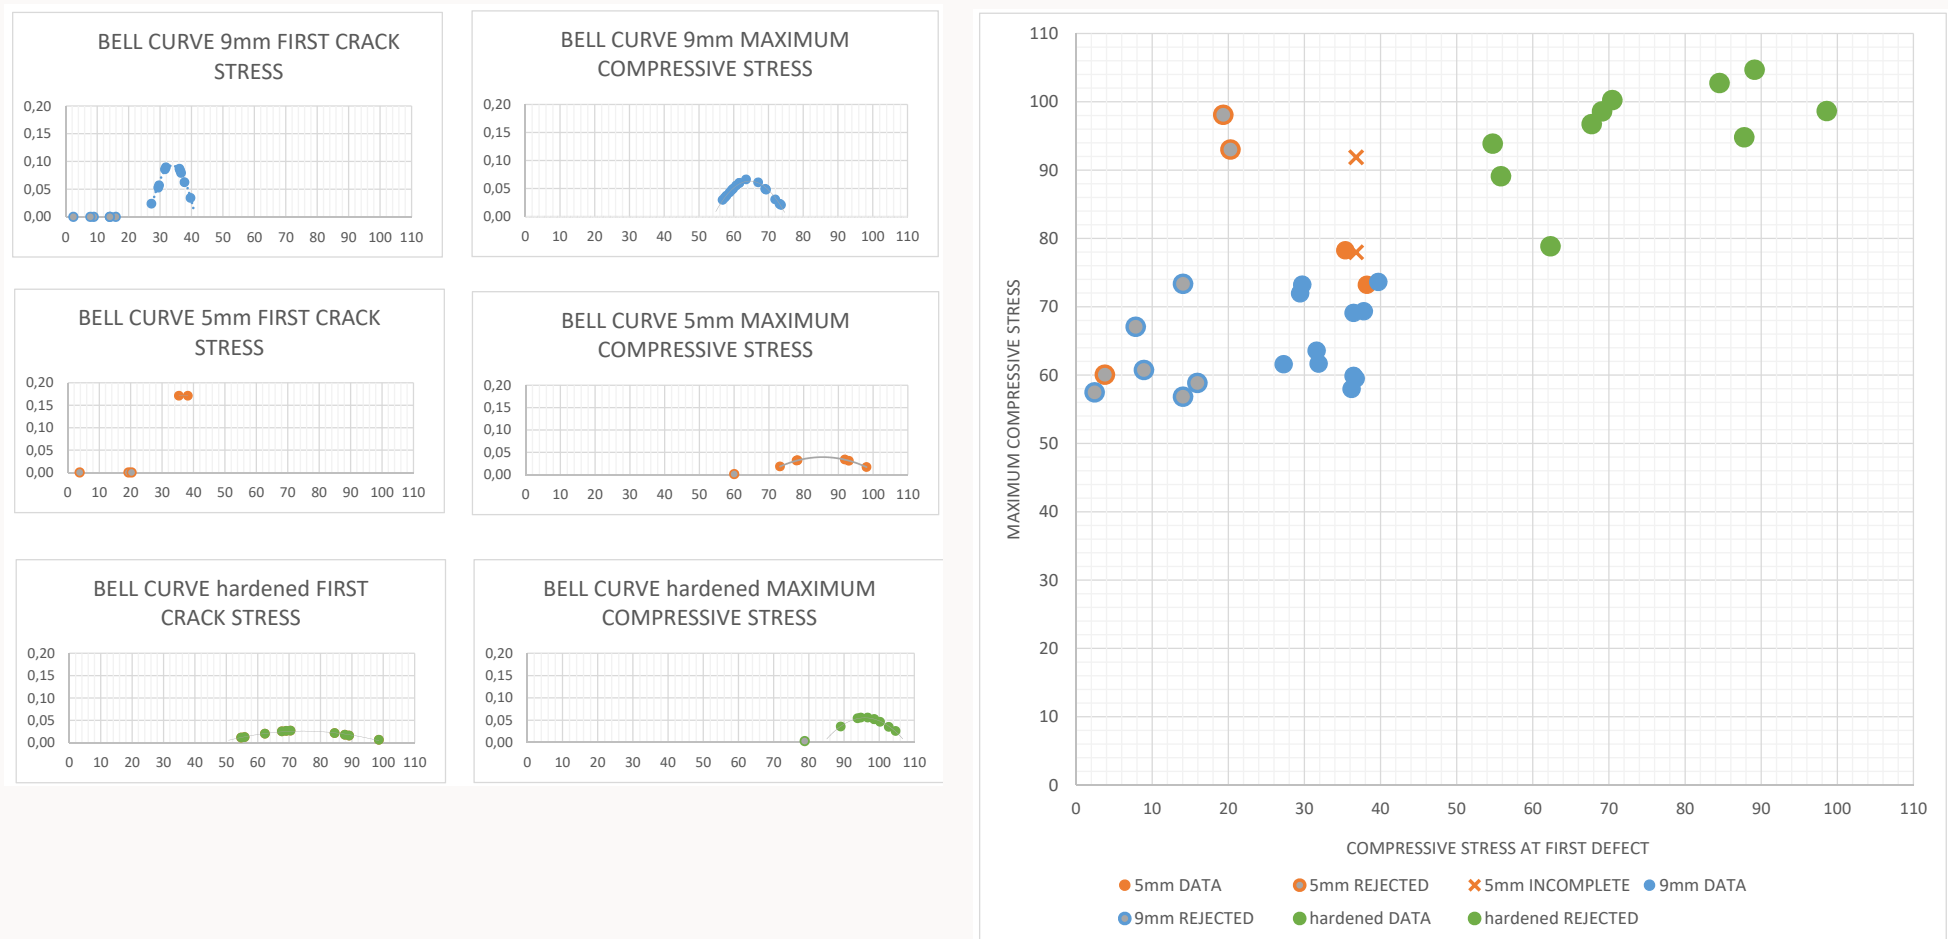 BELL CURVE 9mm FIRST CRACK
STRESS
0,20
0,15
0,10
0,05
0,00
0 10 20 30 40 50 60 70 80 90 100 110
BELL CURVE 9mm MAXIMUM
COMPRESSIVE STRESS
0,20
0,15
0,10
0,05
0,00
0 10 20 30 40 50 60 70 80 90 100 110
BELL CURVE 5mm FIRST CRACK
STRESS
0,20
0,15
0,10
0,05
0,00
0 10 20 30 40 50 60 70 80 90 100 110
BELL CURVE 5mm MAXIMUM
COMPRESSIVE STRESS
0,20
0,15
0,10
0,05
0,00
0 10 20 30 40 50 60 70 80 90 100 110
BELL CURVE hardened FIRST
CRACK STRESS
0,20
0,15
0,10
0,05
0,00
0 10 20 30 40 50 60 70 80 90 100 110
BELL CURVE hardened MAXIMUM
COMPRESSIVE STRESS
0,20
0,15
0,10
0,05
0,00
0 10 20 30 40 50 60 70 80 90 100 110
MAXIMUM COMPRESSIVE STRESS
110
100
90
80
70
60
50
40
30
20
10
0
0 10 20 30 40 50 60 70 80 90 100 110
COMPRESSIVE STRESS AT FIRST DEFECT
5mm DATA 5mm REJECTED 5mm INCOMPLETE 9mm DATA
9mm REJECTED hardened DATA hardened REJECTED